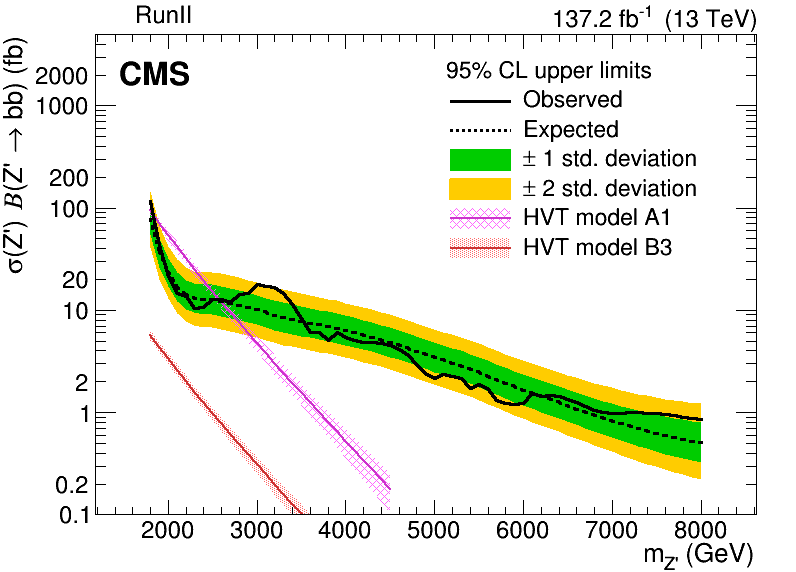 RunII
137.2 fb⁻¹ (13 TeV)
CMS
95% CL upper limits
Observed
Expected
± 1 std. deviation
± 2 std. deviation
HVT model A1
HVT model B3
σ(Z') B(Z' → bb) (fb)
2000
1000
200
100
20
10
2
1
0.2
0.1
2000 3000 4000 5000 6000 7000 8000
m_Z' (GeV)